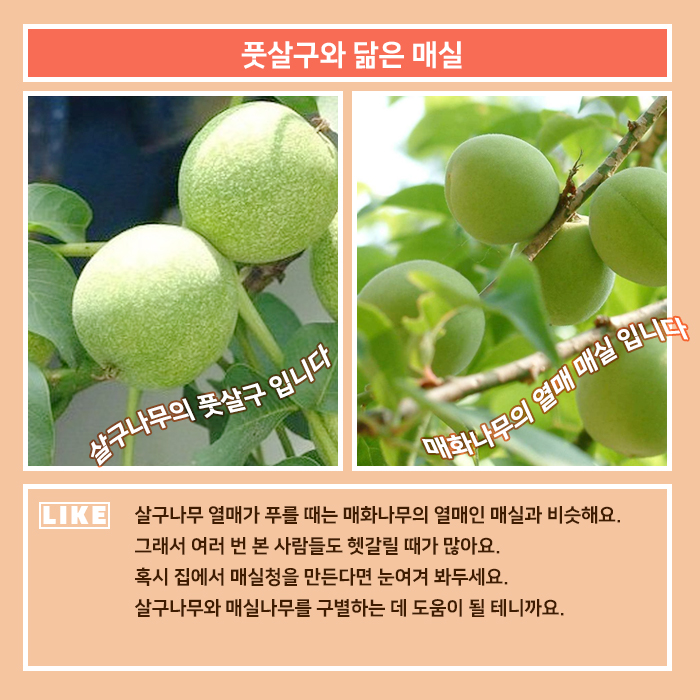 풋살구와 닮은 매실
살구나무의 풋살구 입니다
매화나무의 열매 매실 입니다
LIKE
살구나무 열매가 푸를 때는 매화나무의 열매인 매실과 비슷해요.
그래서 여러 번 본 사람들도 헷갈릴 때가 많아요.
혹시 집에서 매실청을 만든다면 눈여겨 봐두세요.
살구나무와 매실나무를 구별하는 데 도움이 될 테니까요.